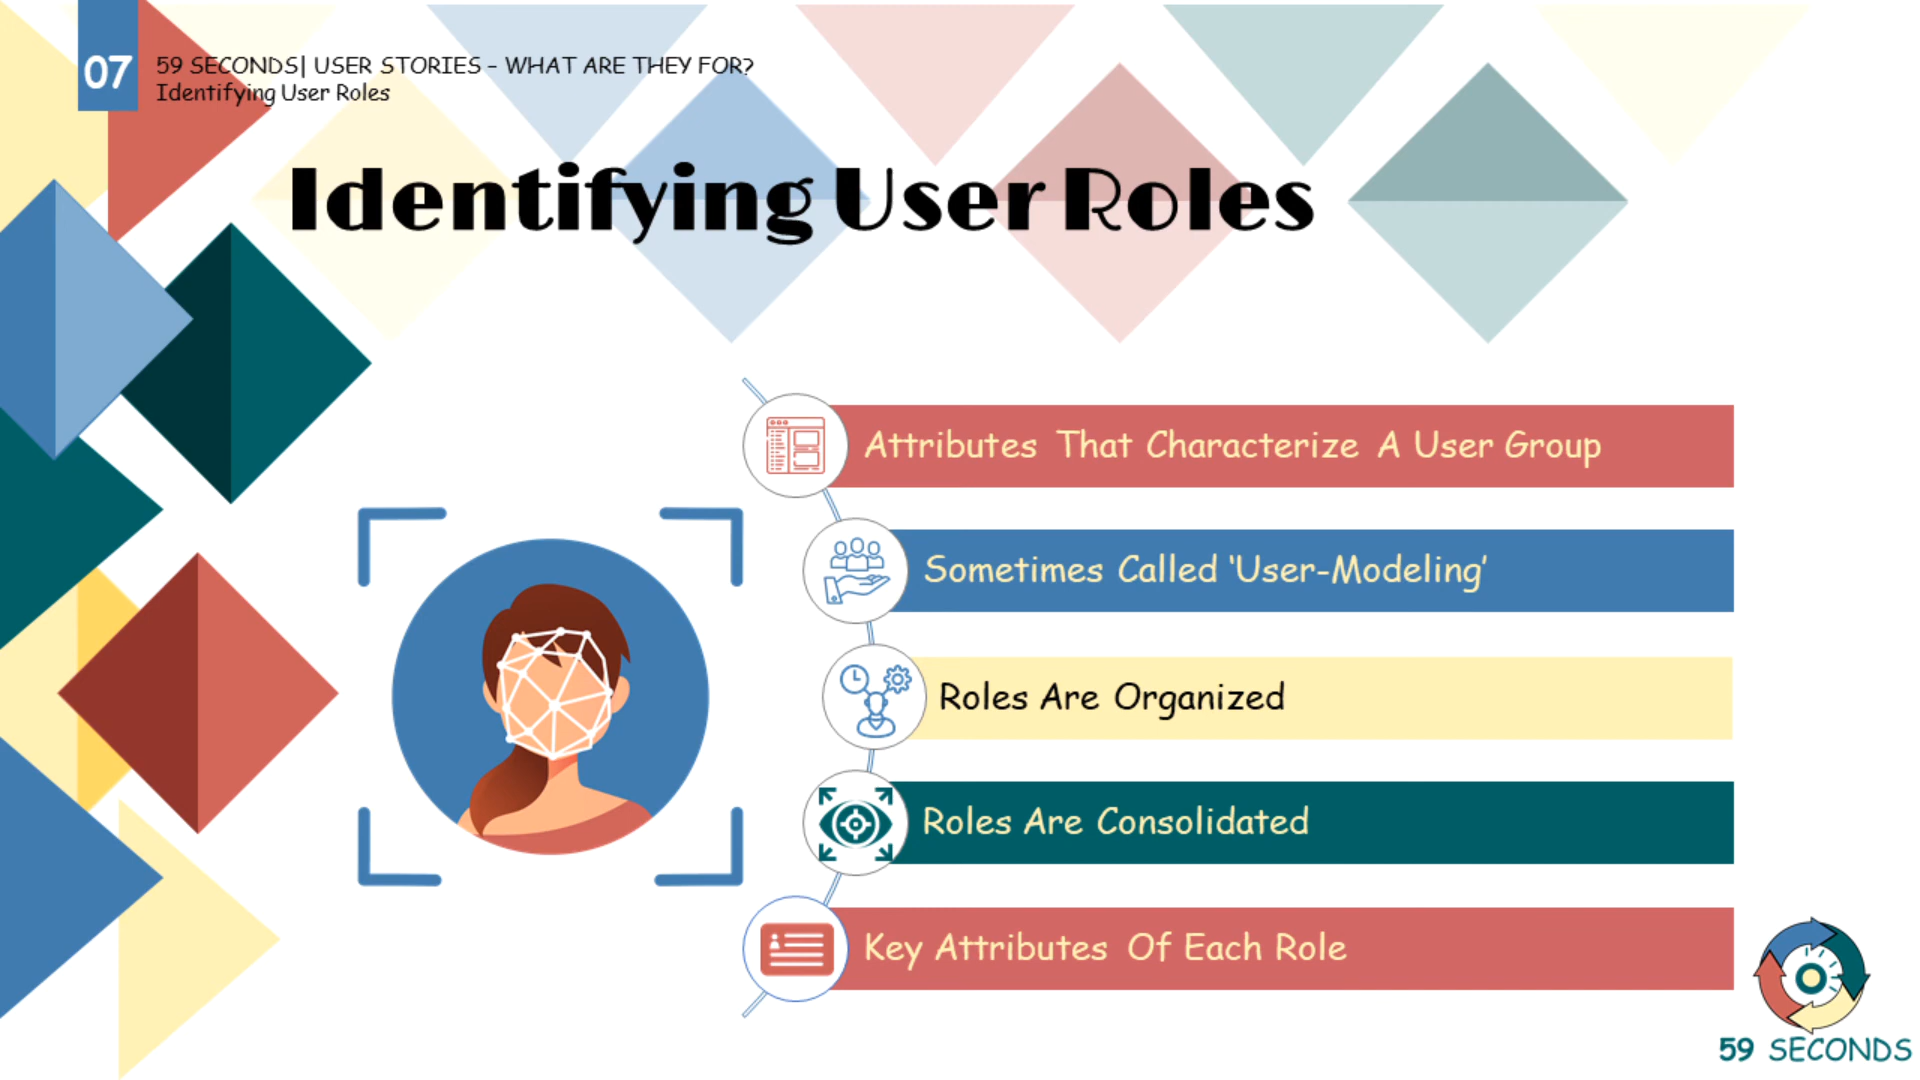 07
59 SECONDS| USER STORIES – WHAT ARE THEY FOR?
Identifying User Roles
Identifying User Roles
Attributes That Characterize A User Group
Sometimes Called ‘User-Modeling’
Roles Are Organized
Roles Are Consolidated
Key Attributes Of Each Role
59 SECONDS